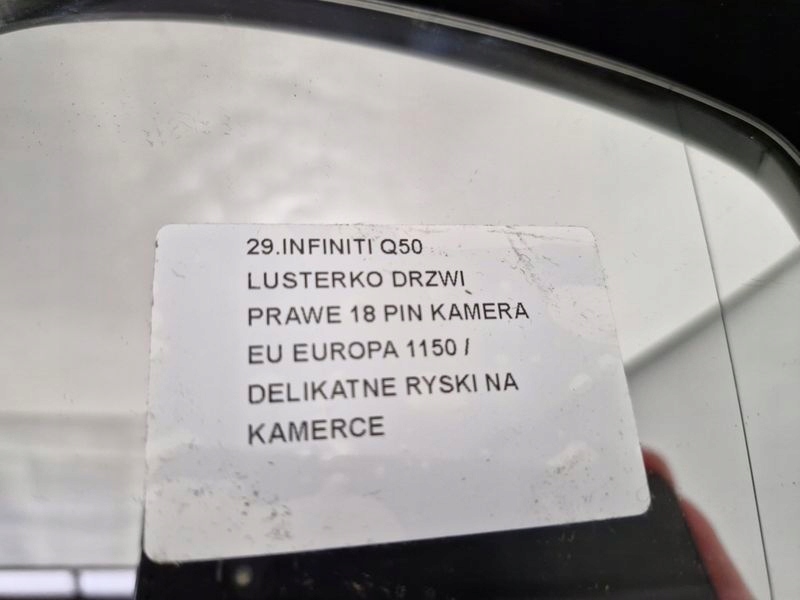 29.INFINITI Q50
LUSTERKO DRZWI
PRAWE 18 PIN KAMERA
EU EUROPA 1150 /
DELIKATNE RYSKI NA
KAMERCE